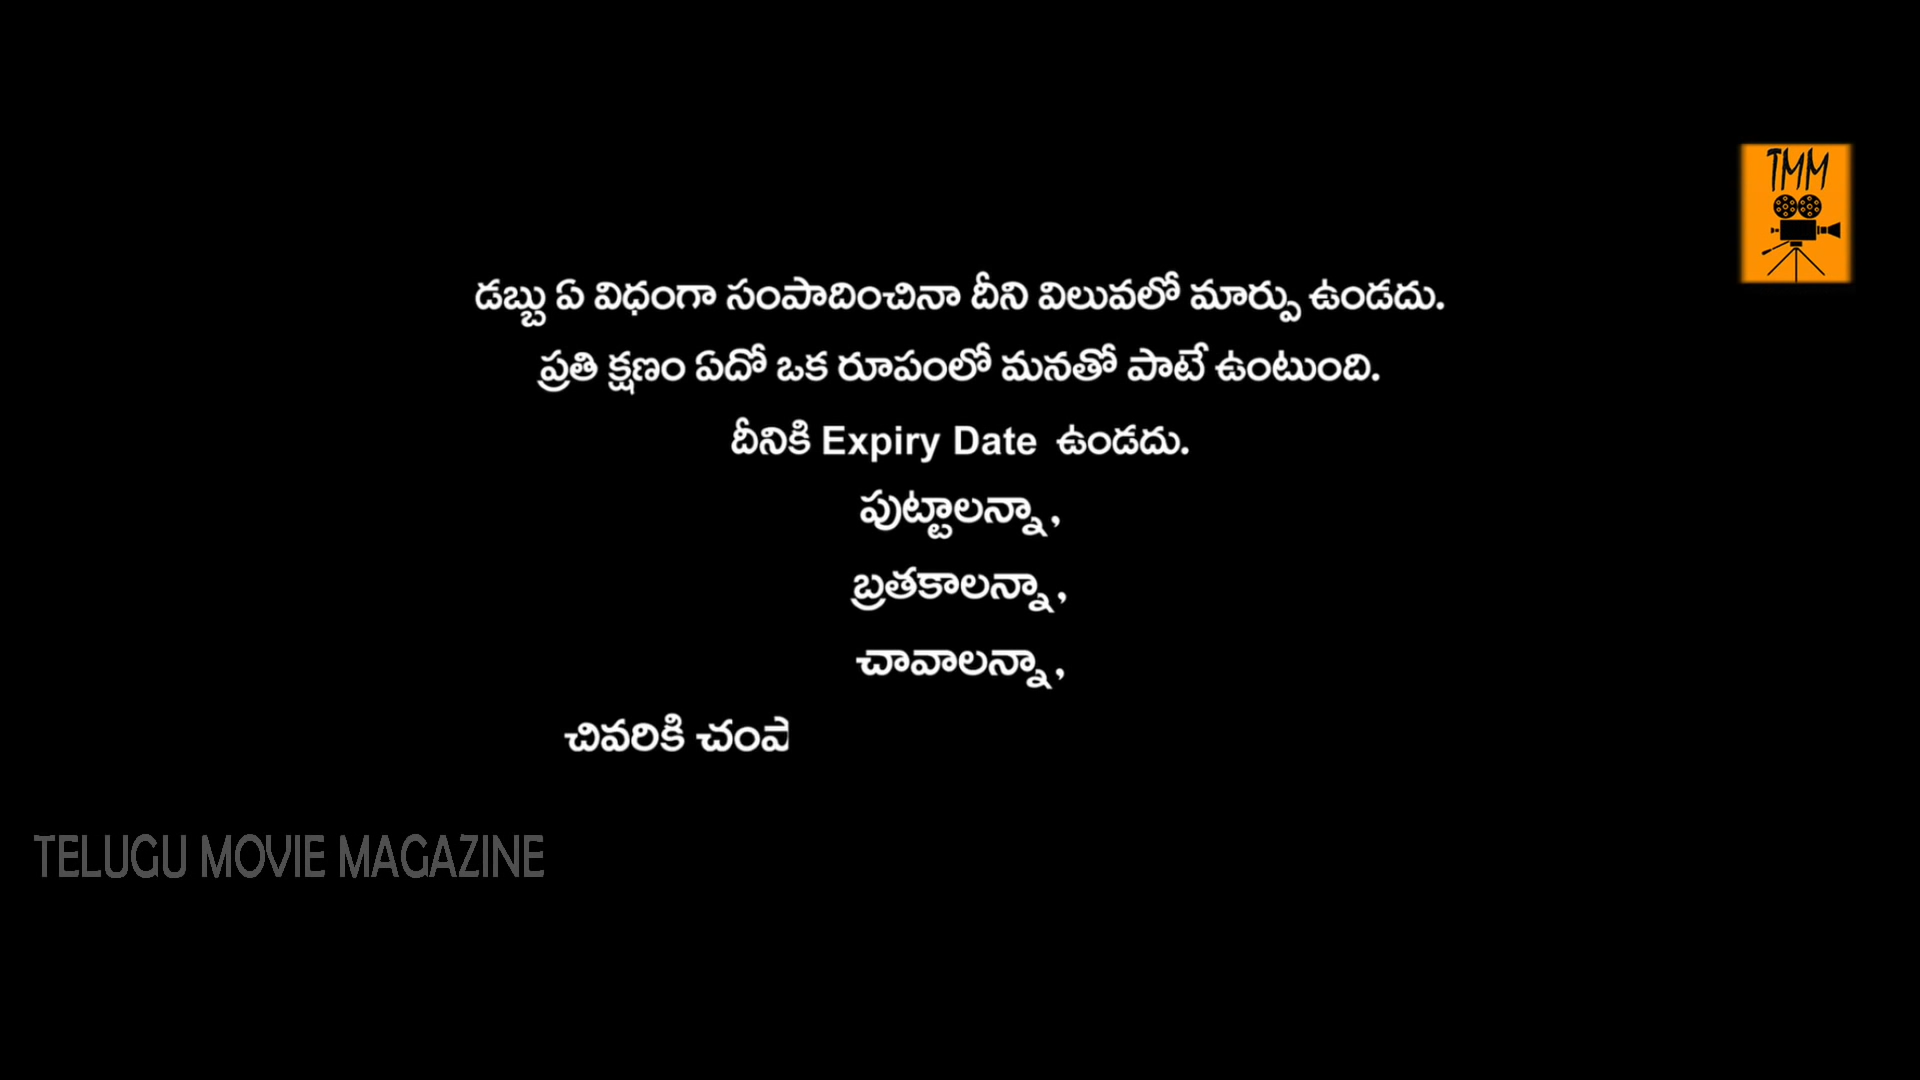 TMM
డబ్బు ఏ విధంగా సంపాదించినా దీని విలువలో మార్పు ఉండదు.
ప్రతి క్షణం ఏదో ఒక రూపంలో మనతో పాటే ఉంటుంది.
దీనికి Expiry Date ఉండదు.
పుట్టాలన్నా,
బ్రతకాలన్నా,
చావాలన్నా,
చివరికి చంపా
TELUGU MOVIE MAGAZINE